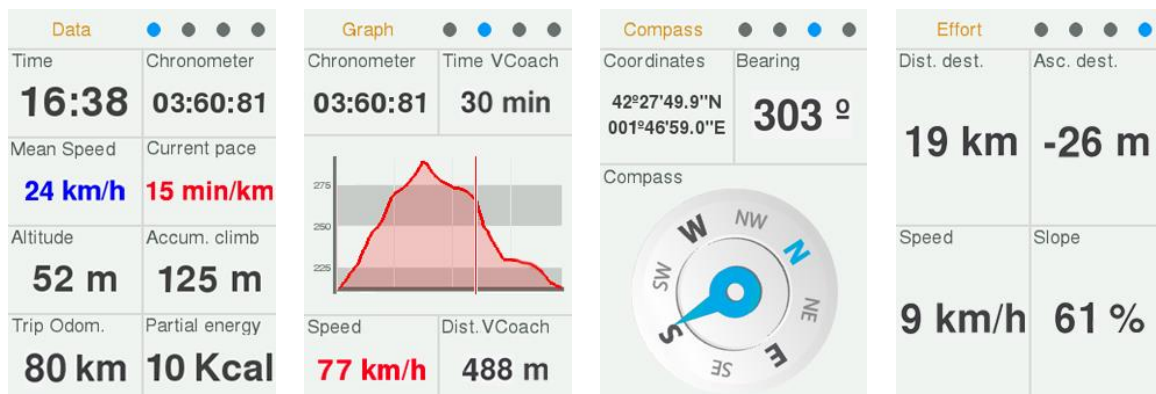 Data
Time
Chronometer
16:38
03:60:81
Mean Speed
Current pace
24 km/h
15 min/km
Altitude
Accum. climb
52 m
125 m
Trip Odom.
Partial energy
80 km
10 Kcal
Graph
Chronometer
Time VCoach
03:60:81
30 min
275
250
225
Speed
Dist. VCoach
77 km/h
488 m
Compass
Coordinates
Bearing
42º27'49.9"N
001º46'59.0"E
303 º
Compass
W
NW
N
SW
NE
S
SE
E
Effort
Dist. dest.
Asc. dest.
19 km
-26 m
Speed
Slope
9 km/h
61 %